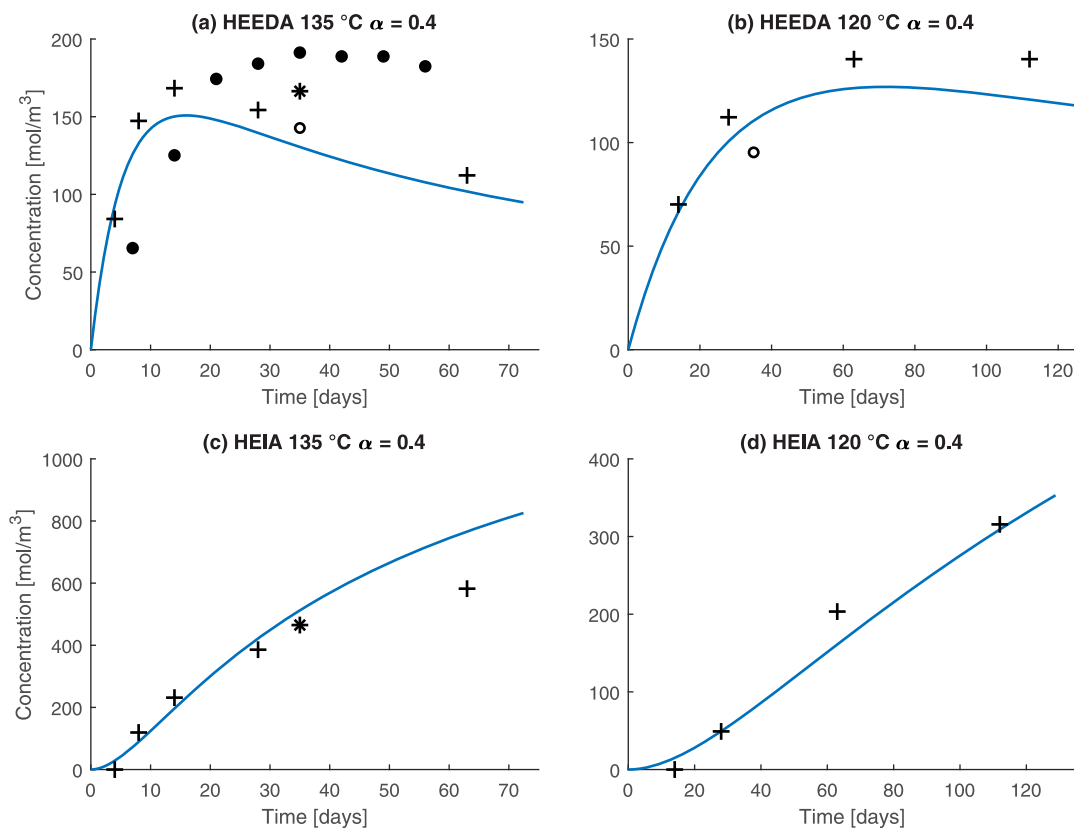 (a) HEEDA 135 °C α = 0.4
Concentration [mol/m³]
200
150
100
50
0
0 10 20 30 40 50 60 70
Time [days]
(b) HEEDA 120 °C α = 0.4
150
100
50
0
0 20 40 60 80 100 120
Time [days]
(c) HEIA 135 °C α = 0.4
Concentration [mol/m³]
1000
800
600
400
200
0
0 10 20 30 40 50 60 70
Time [days]
(d) HEIA 120 °C α = 0.4
400
300
200
100
0
0 20 40 60 80 100 120
Time [days]